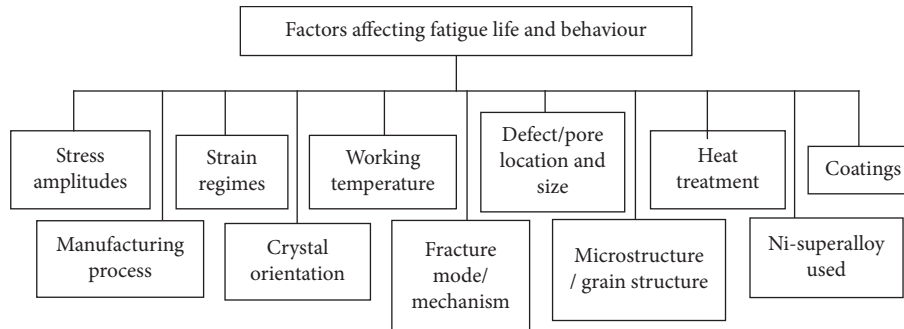 Factors affecting fatigue life and behaviour
Stress
amplitudes
Strain
regimes
Working
temperature
Defect/pore
location and
size
Heat
treatment
Coatings
Manufacturing
process
Crystal
orientation
Fracture
mode/
mechanism
Microstructure
/ grain structure
Ni-superalloy
used